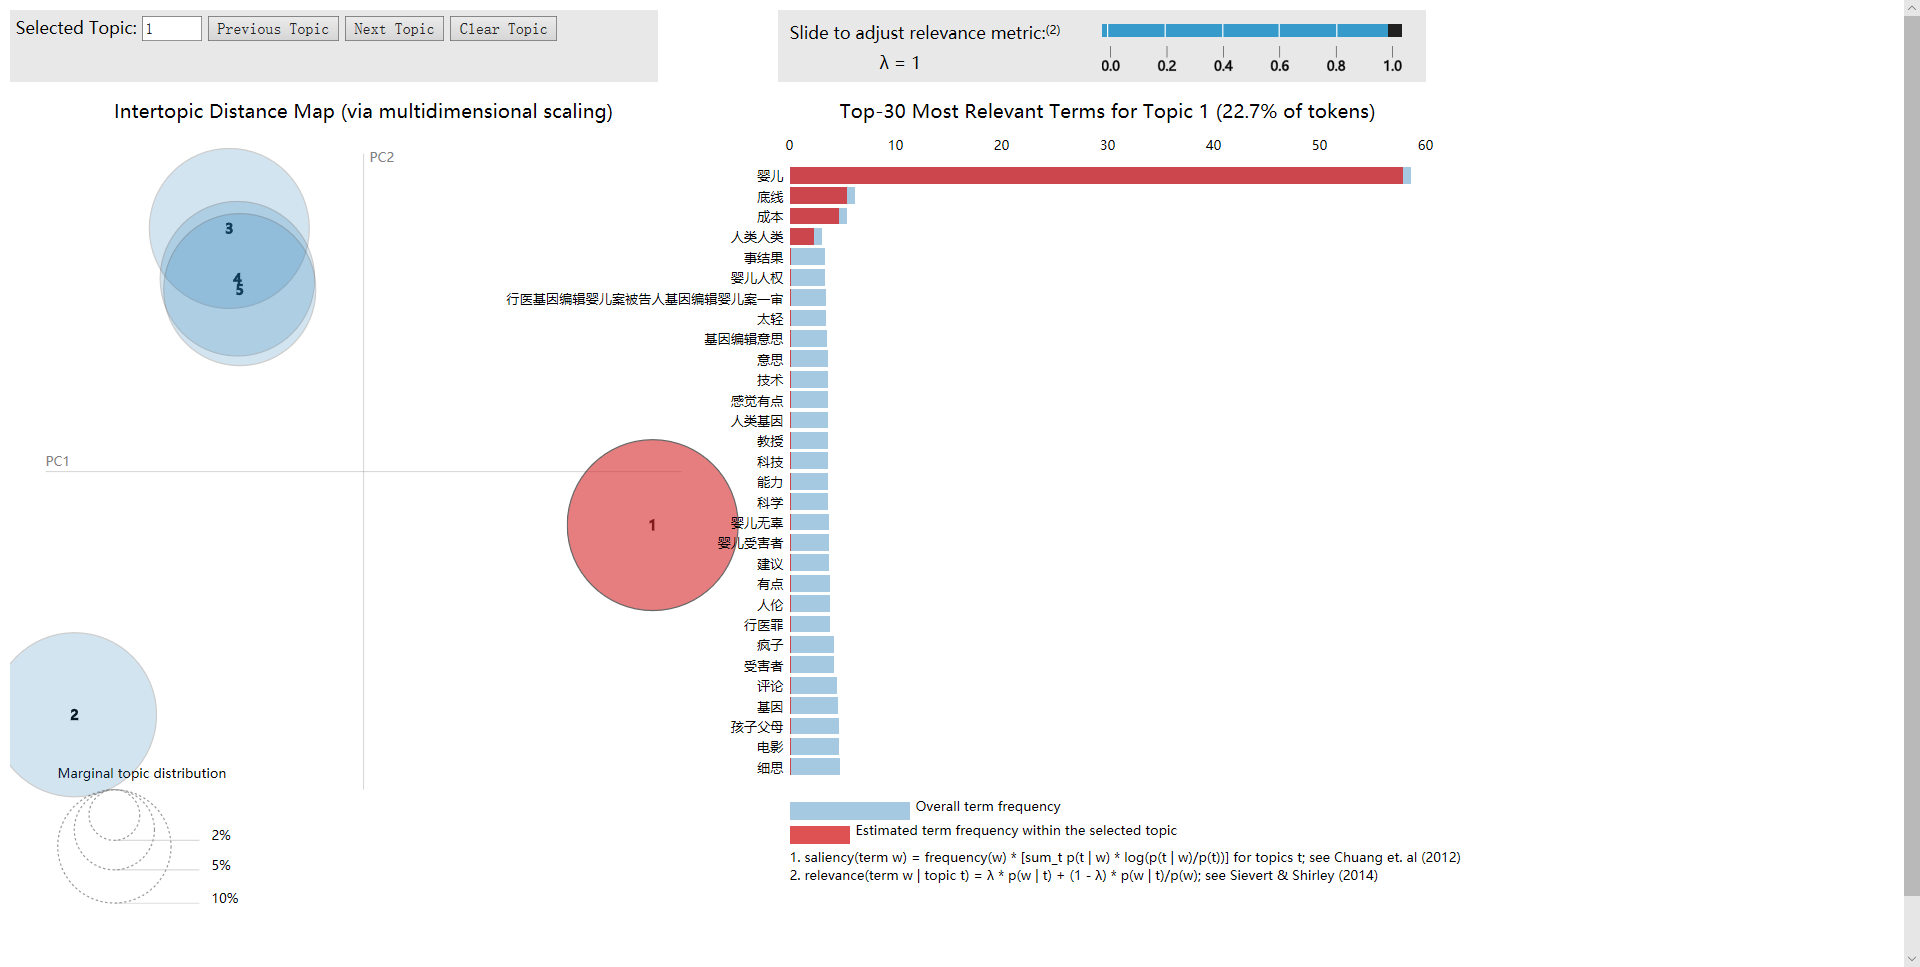 Selected Topic: 1 Previous Topic Next Topic Clear Topic
Slide to adjust relevance metric:(2)
λ = 1
0.0 0.2 0.4 0.6 0.8 1.0
Intertopic Distance Map (via multidimensional scaling)
PC2
PC1
3
4
5
1
2
Marginal topic distribution
2%
5%
10%
Top-30 Most Relevant Terms for Topic 1 (22.7% of tokens)
0 10 20 30 40 50 60
婴儿
底线
成本
人类人类
事结果
婴儿人权
行医基因编辑婴儿案被告人基因编辑婴儿案一审
太轻
基因编辑意思
意思
技术
感觉有点
人类基因
教授
科技
能力
科学
婴儿无辜
婴儿受害者
建议
有点
人伦
行医罪
疯子
受害者
评论
基因
孩子父母
电影
细思
Overall term frequency
Estimated term frequency within the selected topic
1. saliency(term w) = frequency(w) * [sum_t p(t | w) * log(p(t | w)/p(t))] for topics t; see Chuang et. al (2012)
2. relevance(term w | topic t) = λ * p(w | t) + (1 - λ) * p(w | t)/p(w); see Sievert & Shirley (2014)